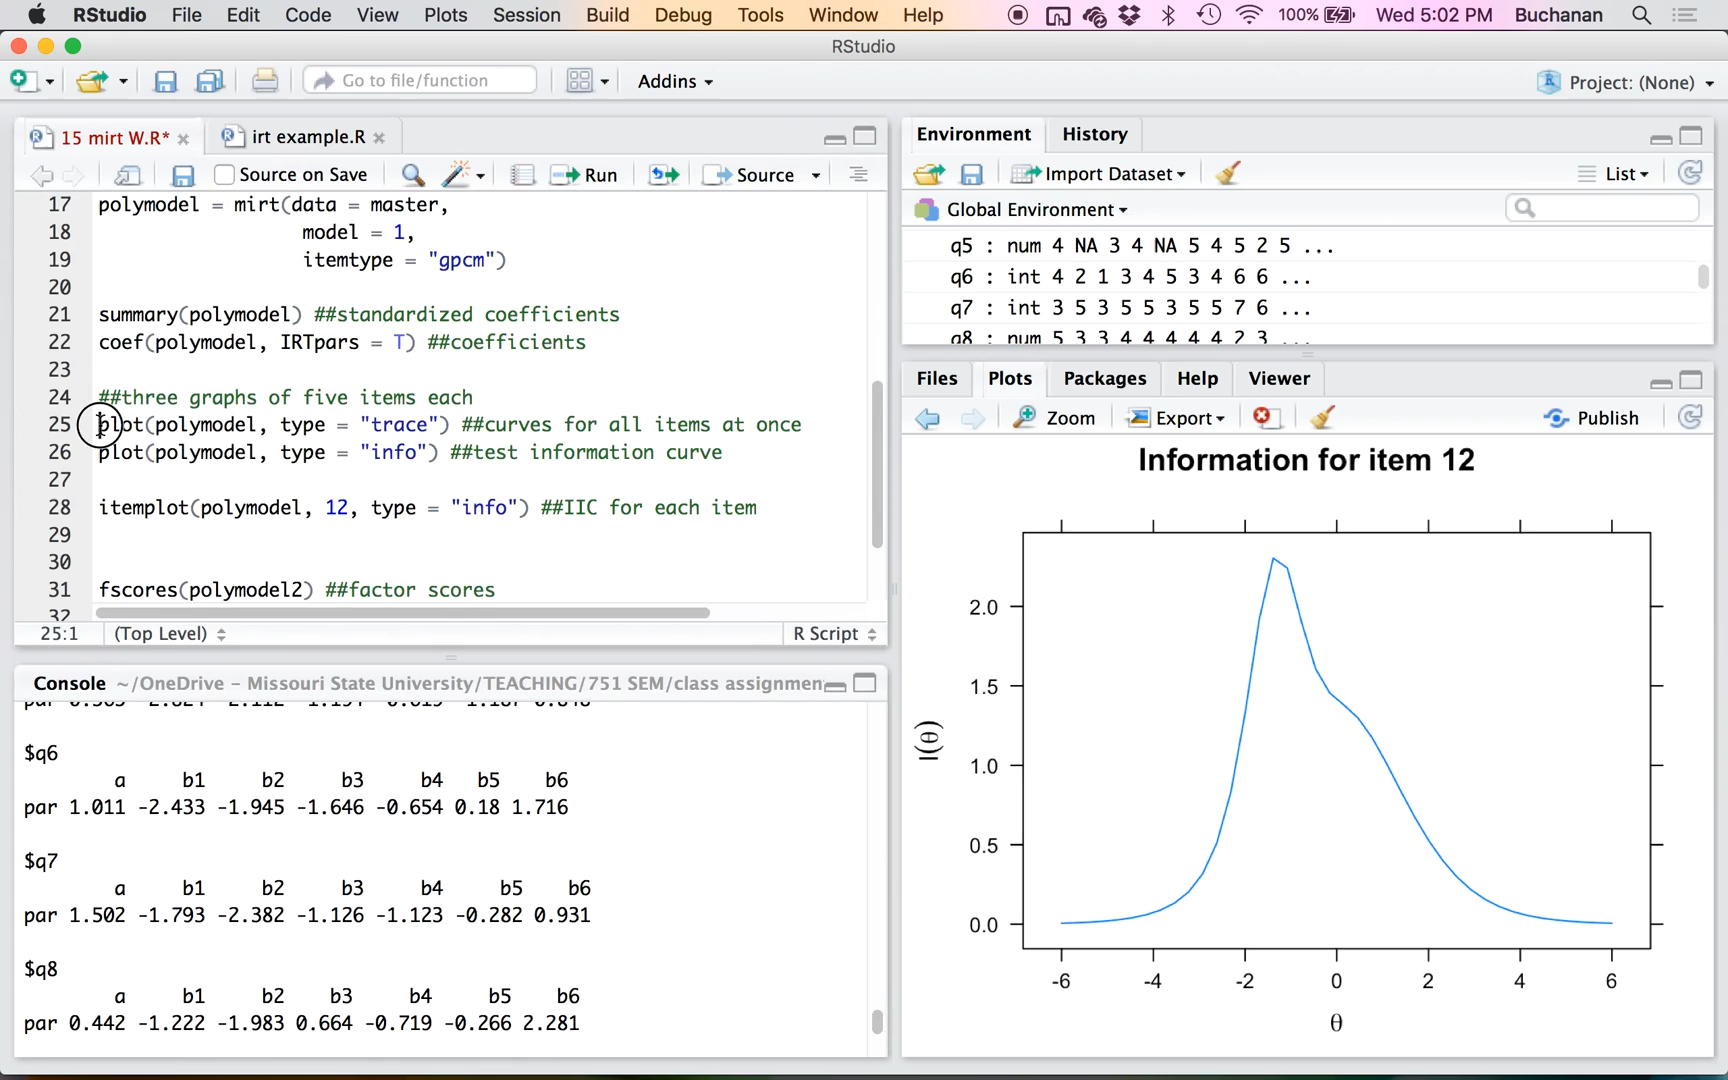 RStudio File Edit Code View Plots Session Build Debug Tools Window Help 100% Wed 5:02 PM Buchanan
RStudio
Go to file/function Addins Project: (None)
15 mirt W.R* irt example.R
Source on Save Run Source
17 polymodel = mirt(data = master,
18 model = 1,
19 itemtype = "gpcm")
20
21 summary(polymodel) ##standardized coefficients
22 coef(polymodel, IRTpars = T) ##coefficients
23
24 ##three graphs of five items each
25 plot(polymodel, type = "trace") ##curves for all items at once
26 plot(polymodel, type = "info") ##test information curve
27
28 itemplot(polymodel, 12, type = "info") ##IIC for each item
29
30
31 fscores(polymodel2) ##factor scores
32
25:1 (Top Level) R Script
Console ~/OneDrive - Missouri State University/TEACHING/751 SEM/class assignmen
$q6
a b1 b2 b3 b4 b5 b6
par 1.011 -2.433 -1.945 -1.646 -0.654 0.18 1.716
$q7
a b1 b2 b3 b4 b5 b6
par 1.502 -1.793 -2.382 -1.126 -1.123 -0.282 0.931
$q8
a b1 b2 b3 b4 b5 b6
par 0.442 -1.222 -1.983 0.664 -0.719 -0.266 2.281
Environment History
Import Dataset List
Global Environment
q5 : num 4 NA 3 4 NA 5 4 5 2 5 ...
q6 : int 4 2 1 3 4 5 3 4 6 6 ...
q7 : int 3 5 3 5 5 3 5 5 7 6 ...
q8 : num 5 3 3 4 4 4 4 4 2 3 ...
Files Plots Packages Help Viewer
Zoom Export Publish
Information for item 12
2.0
1.5
1.0
0.5
0.0
I(θ)
-6 -4 -2 0 2 4 6
θ